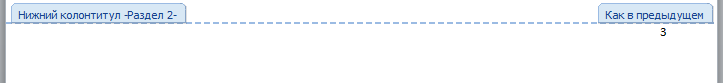 Нижний колонтитул -Раздел 2-
Как в предыдущем
3